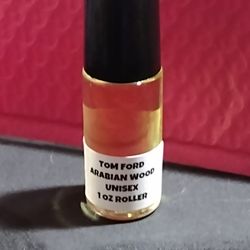 TOM FORD
ARABIAN WOOD
UNISEX
1 OZ ROLLER